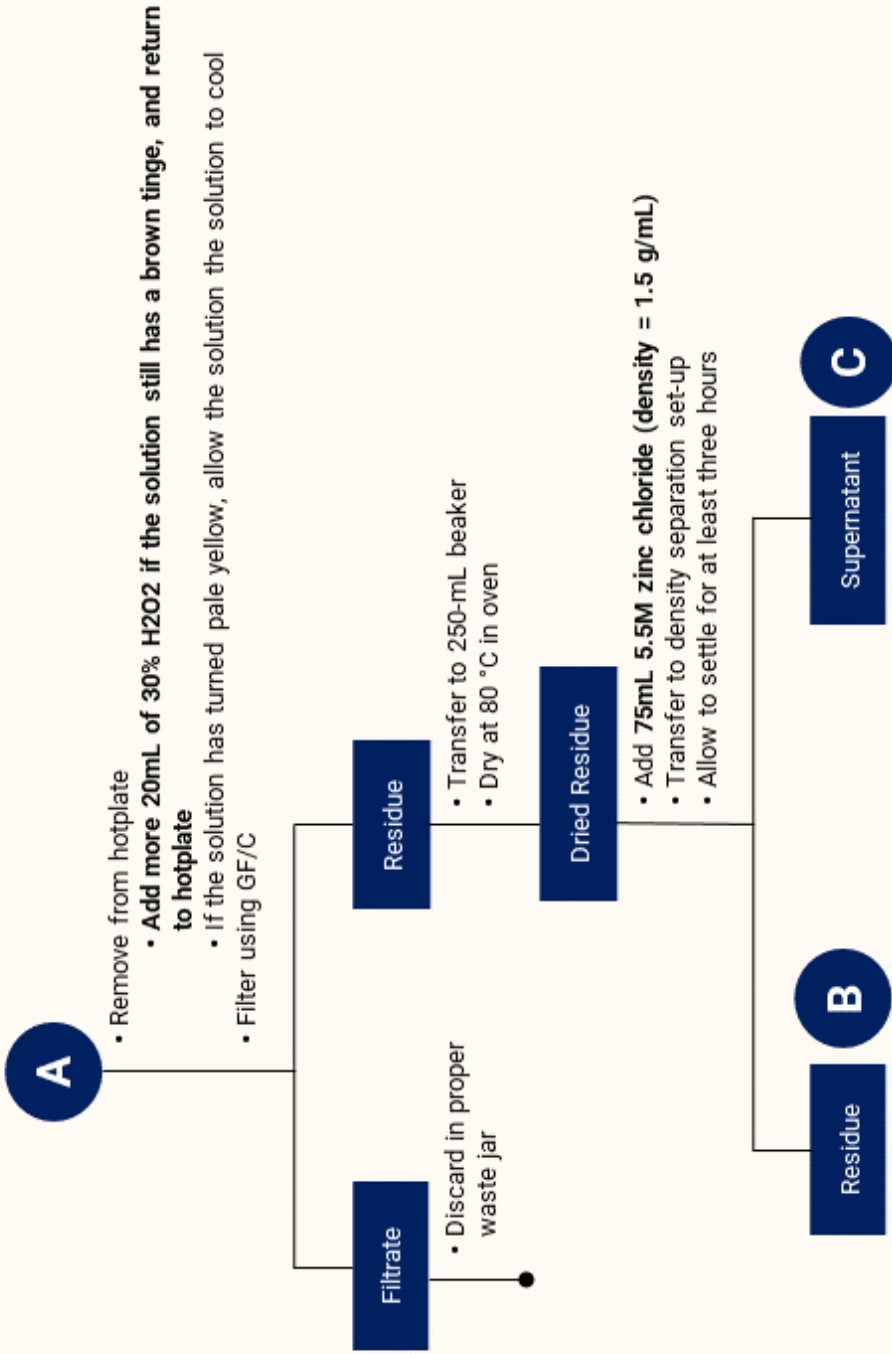 A
• Remove from hotplate
• Add more 20mL of 30% H2O2 if the solution still has a brown tinge, and return
to hotplate
• If the solution has turned pale yellow, allow the solution the solution to cool
• Filter using GF/C
Filtrate
• Discard in proper
waste jar
Residue
• Transfer to 250-mL beaker
• Dry at 80 °C in oven
Dried Residue
• Add 75mL 5.5M zinc chloride (density = 1.5 g/mL)
• Transfer to density separation set-up
• Allow to settle for at least three hours
Residue
B
Supernatant
C